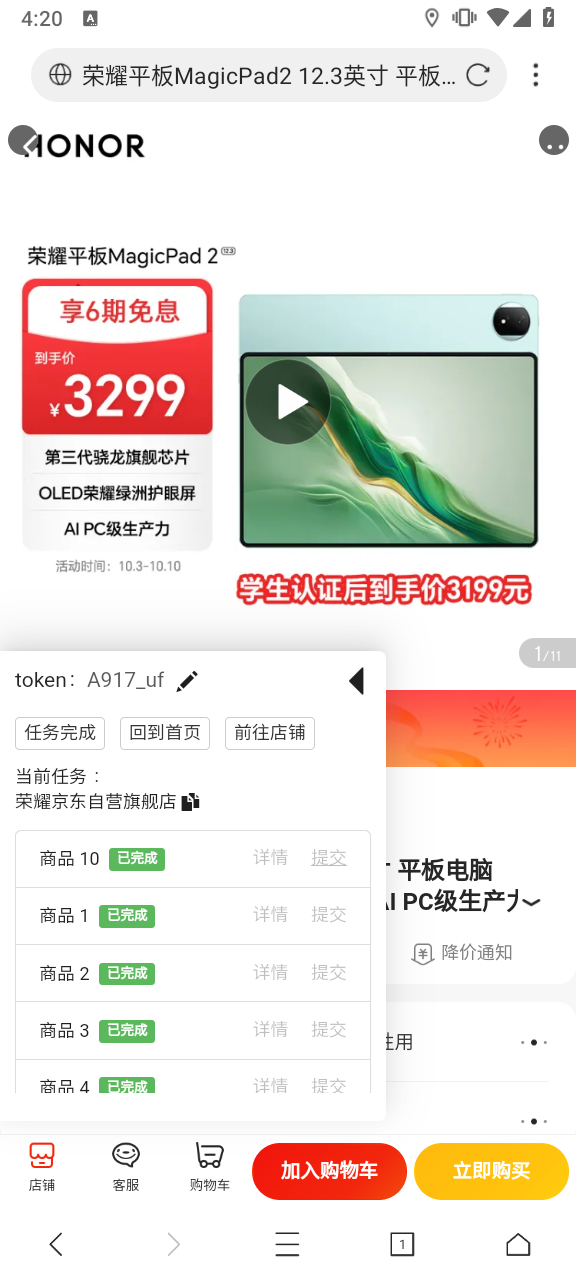 4:20
A
荣耀平板MagicPad2 12.3英寸 平板...
HONOR
荣耀平板MagicPad 2 12.3
享6期免息
到手价
¥3299
第三代骁龙旗舰芯片
OLED荣耀绿洲护眼屏
AI PC级生产力
活动时间：10.3-10.10
学生认证后到手价3199元
1/11
token： A917_uf
任务完成 回到首页 前往店铺
当前任务：
荣耀京东自营旗舰店
商品 10 已完成 详情 提交
商品 1 已完成 详情 提交
商品 2 已完成 详情 提交
商品 3 已完成 详情 提交
商品 4 已完成 详情 提交
平板电脑
AI PC级生产力
降价通知
性用
店铺 客服 购物车 加入购物车 立即购买
1